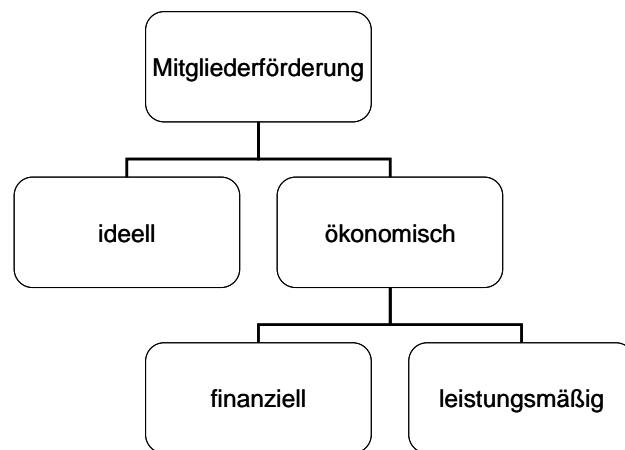 Mitgliederförderung
ideell
ökonomisch
finanziell
leistungsmäßig